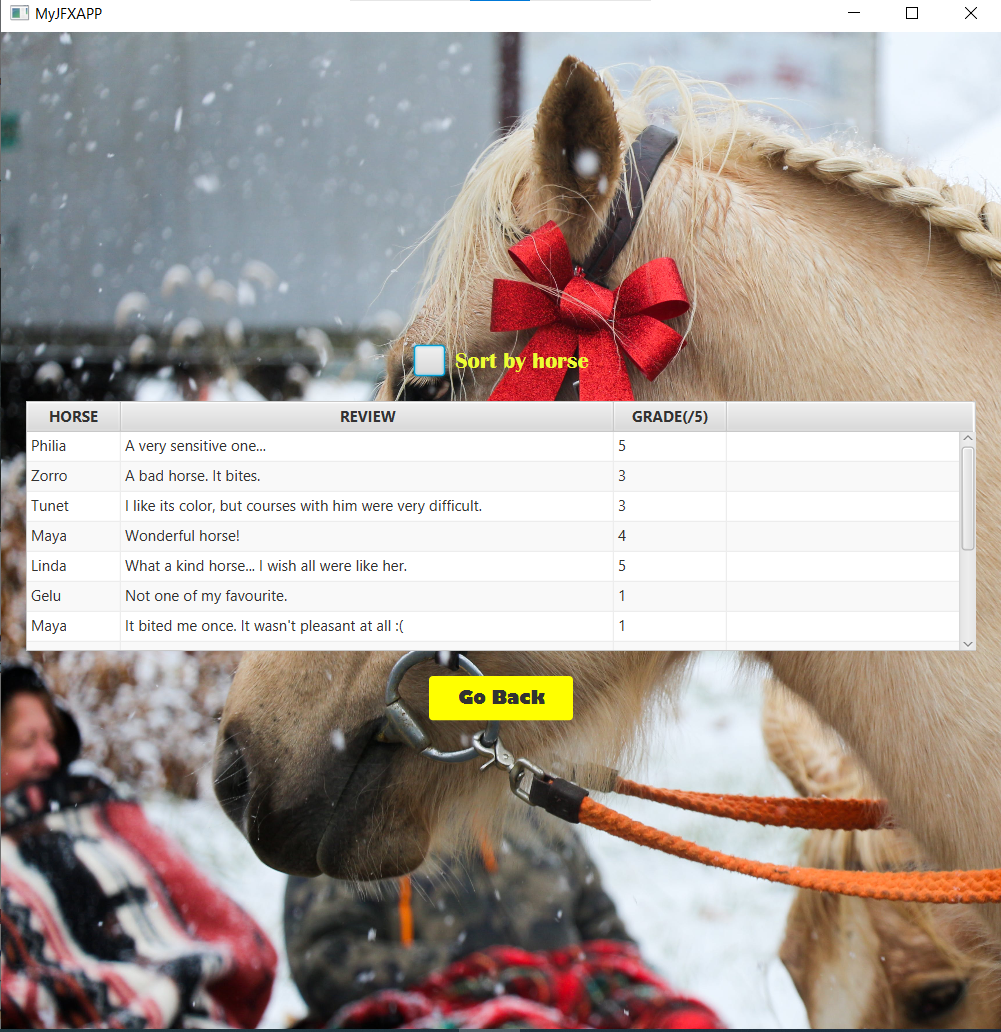 MyJFXAPP
Sort by horse
HORSE REVIEW GRADE(/5)
Philia A very sensitive one... 5
Zorro A bad horse. It bites. 3
Tunet I like its color, but courses with him were very difficult. 3
Maya Wonderful horse! 4
Linda What a kind horse... I wish all were like her. 5
Gelu Not one of my favourite. 1
Maya It bited me once. It wasn't pleasant at all :( 1
Go Back